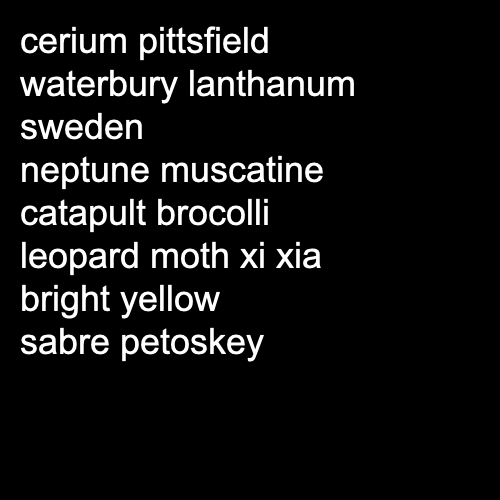 cerium pittsfield
waterbury lanthanum
sweden
neptune muscatine
catapult brocolli
leopard moth xi xia
bright yellow
sabre petoskey